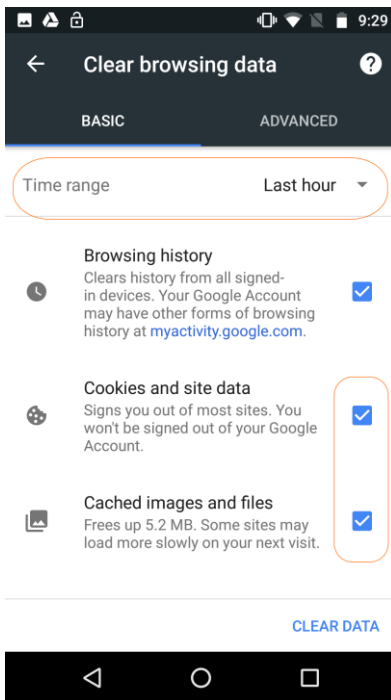 9:29
Clear browsing data
BASIC ADVANCED
Time range Last hour
Browsing history
Clears history from all signed-
in devices. Your Google Account
may have other forms of browsing
history at myactivity.google.com.
Cookies and site data
Signs you out of most sites. You
won't be signed out of your Google
Account.
Cached images and files
Frees up 5.2 MB. Some sites may
load more slowly on your next visit.
CLEAR DATA